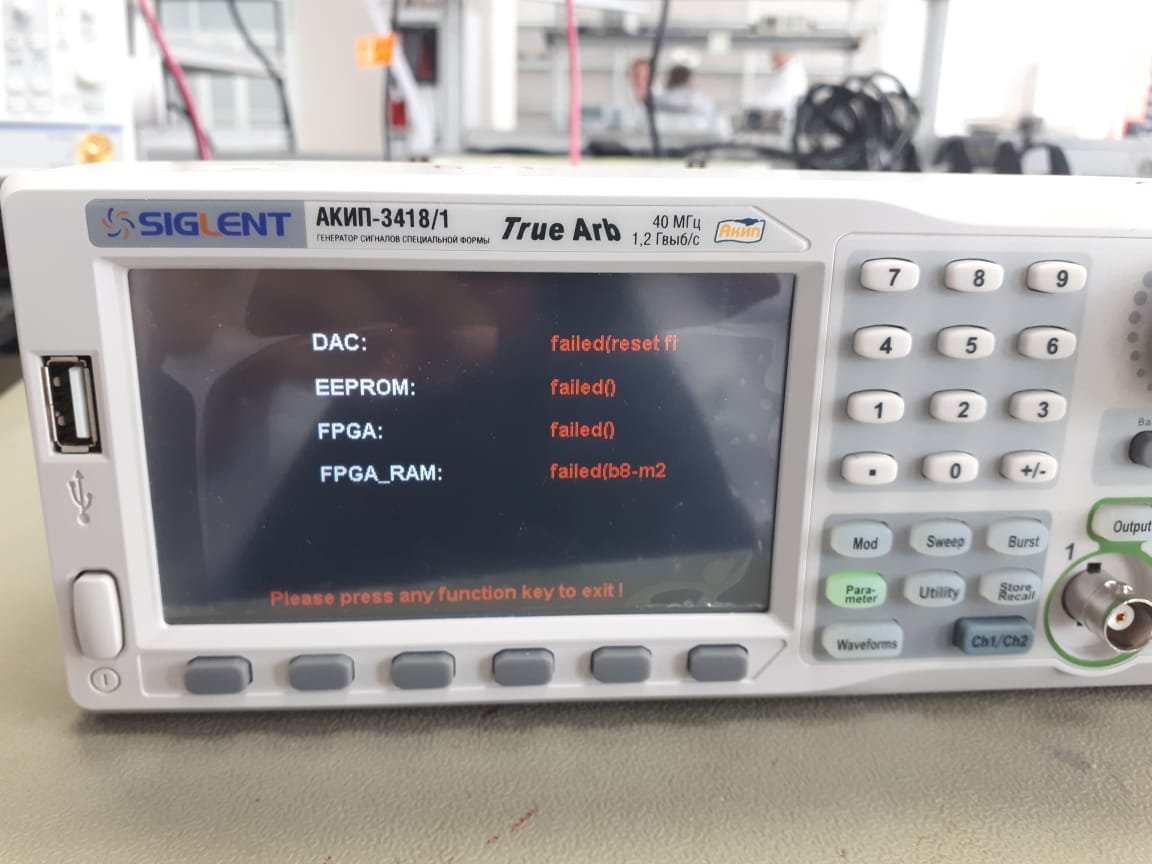 SIGLENT
АКИП-3418/1
ГЕНЕРАТОР СИГНАЛОВ СПЕЦИАЛЬНОЙ ФОРМЫ
True Arb
40 МГц
1,2 Гвыб/с
Акип
DAC: failed(reset fi
EEPROM: failed()
FPGA: failed()
FPGA_RAM: failed(b8-m2
Please press any function key to exit !
7 8 9
4 5 6
1 2 3
. 0 +/-
Ba
Mod Sweep Burst
Para-
meter
Utility
Store
Recall
Waveforms Ch1/Ch2
Output
1